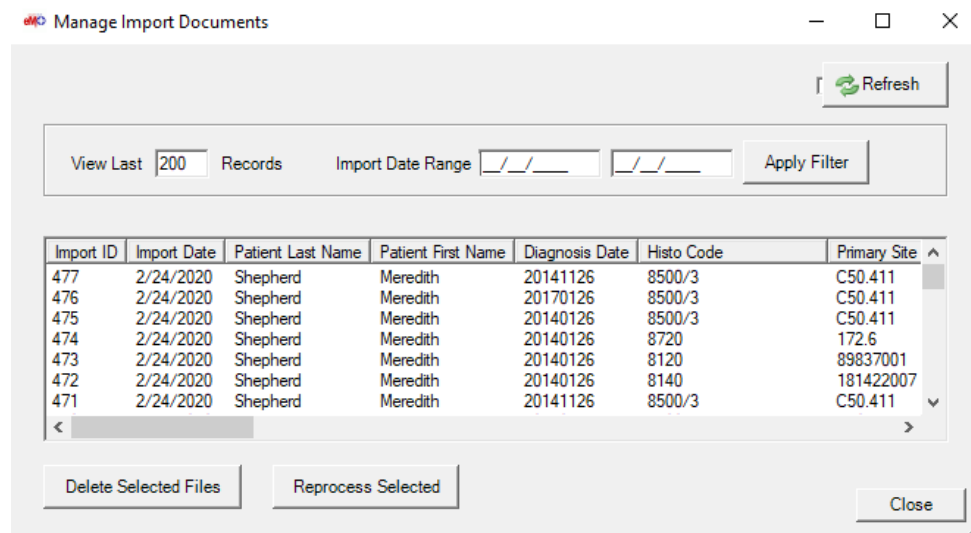 eMC Manage Import Documents
Refresh
View Last 200 Records Import Date Range __/__/____ __/__/____ Apply Filter
Import ID Import Date Patient Last Name Patient First Name Diagnosis Date Histo Code Primary Site
477 2/24/2020 Shepherd Meredith 20141126 8500/3 C50.411
476 2/24/2020 Shepherd Meredith 20170126 8500/3 C50.411
475 2/24/2020 Shepherd Meredith 20140126 8500/3 C50.411
474 2/24/2020 Shepherd Meredith 20140126 8720 172.6
473 2/24/2020 Shepherd Meredith 20140126 8120 89837001
472 2/24/2020 Shepherd Meredith 20140126 8140 181422007
471 2/24/2020 Shepherd Meredith 20140126 8500/3 C50.411
Delete Selected Files Reprocess Selected
Close